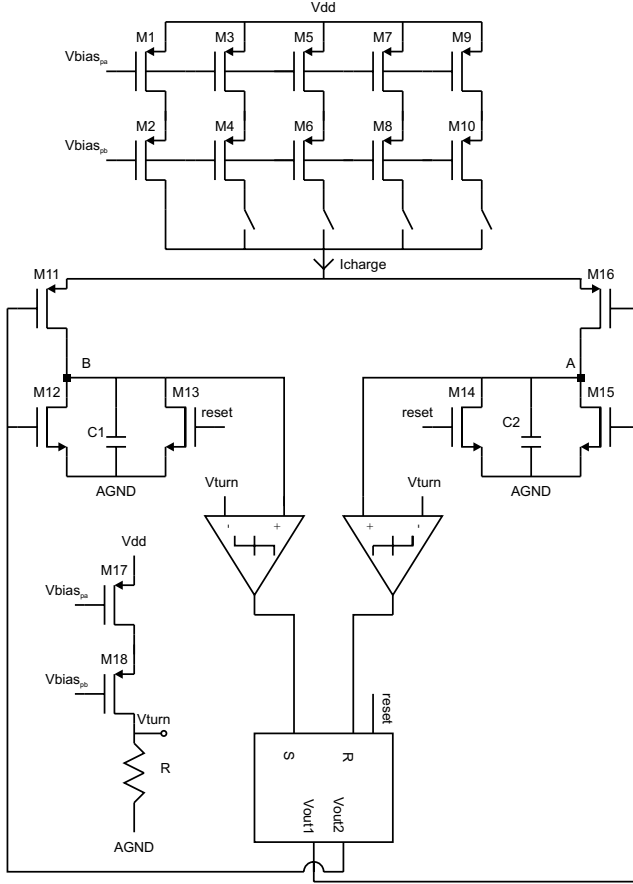 Vdd
M1 M3 M5 M7 M9
Vbiaspa
M2 M4 M6 M8 M10
Vbiaspb
Icharge
M11 M16
B A
M12 M13 M14 M15
reset reset
C1 C2
AGND AGND
Vturn Vturn
- + + -
Vdd
M17
Vbiaspa
M18
Vbiaspb
Vturn
reset
R
S R
Vout1 Vout2
AGND